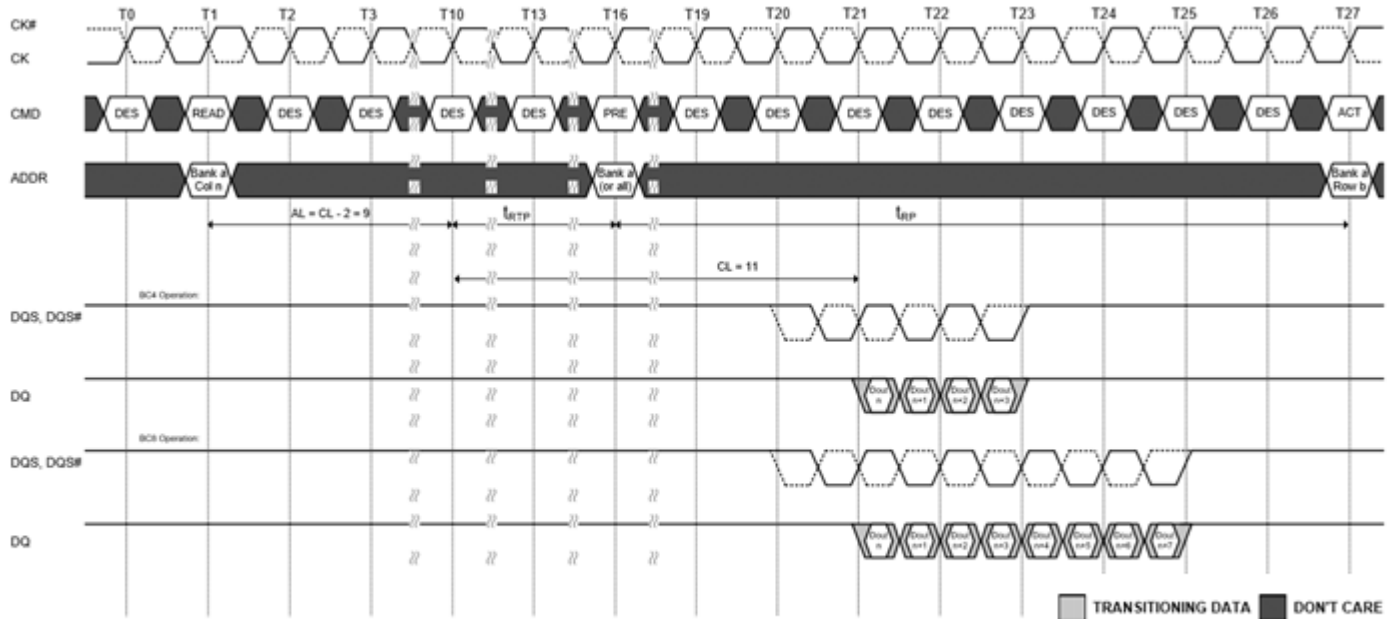 T0 T1 T2 T3 T10 T13 T16 T19 T20 T21 T22 T23 T24 T25 T26 T27
CK#
CK
CMD DES READ DES DES DES DES PRE DES DES DES DES DES DES DES DES ACT
ADDR Bank a Col n Bank a (or all) Bank a Row b
AL = CL - 2 = 9 tRTP tRP
CL = 11
BC4 Operation:
DQS, DQS#
DQ Dout n Dout n+1 Dout n+2 Dout n+3
BC8 Operation:
DQS, DQS#
DQ Dout n Dout n+1 Dout n+2 Dout n+3 Dout n+4 Dout n+5 Dout n+6 Dout n+7
TRANSITIONING DATA DON'T CARE